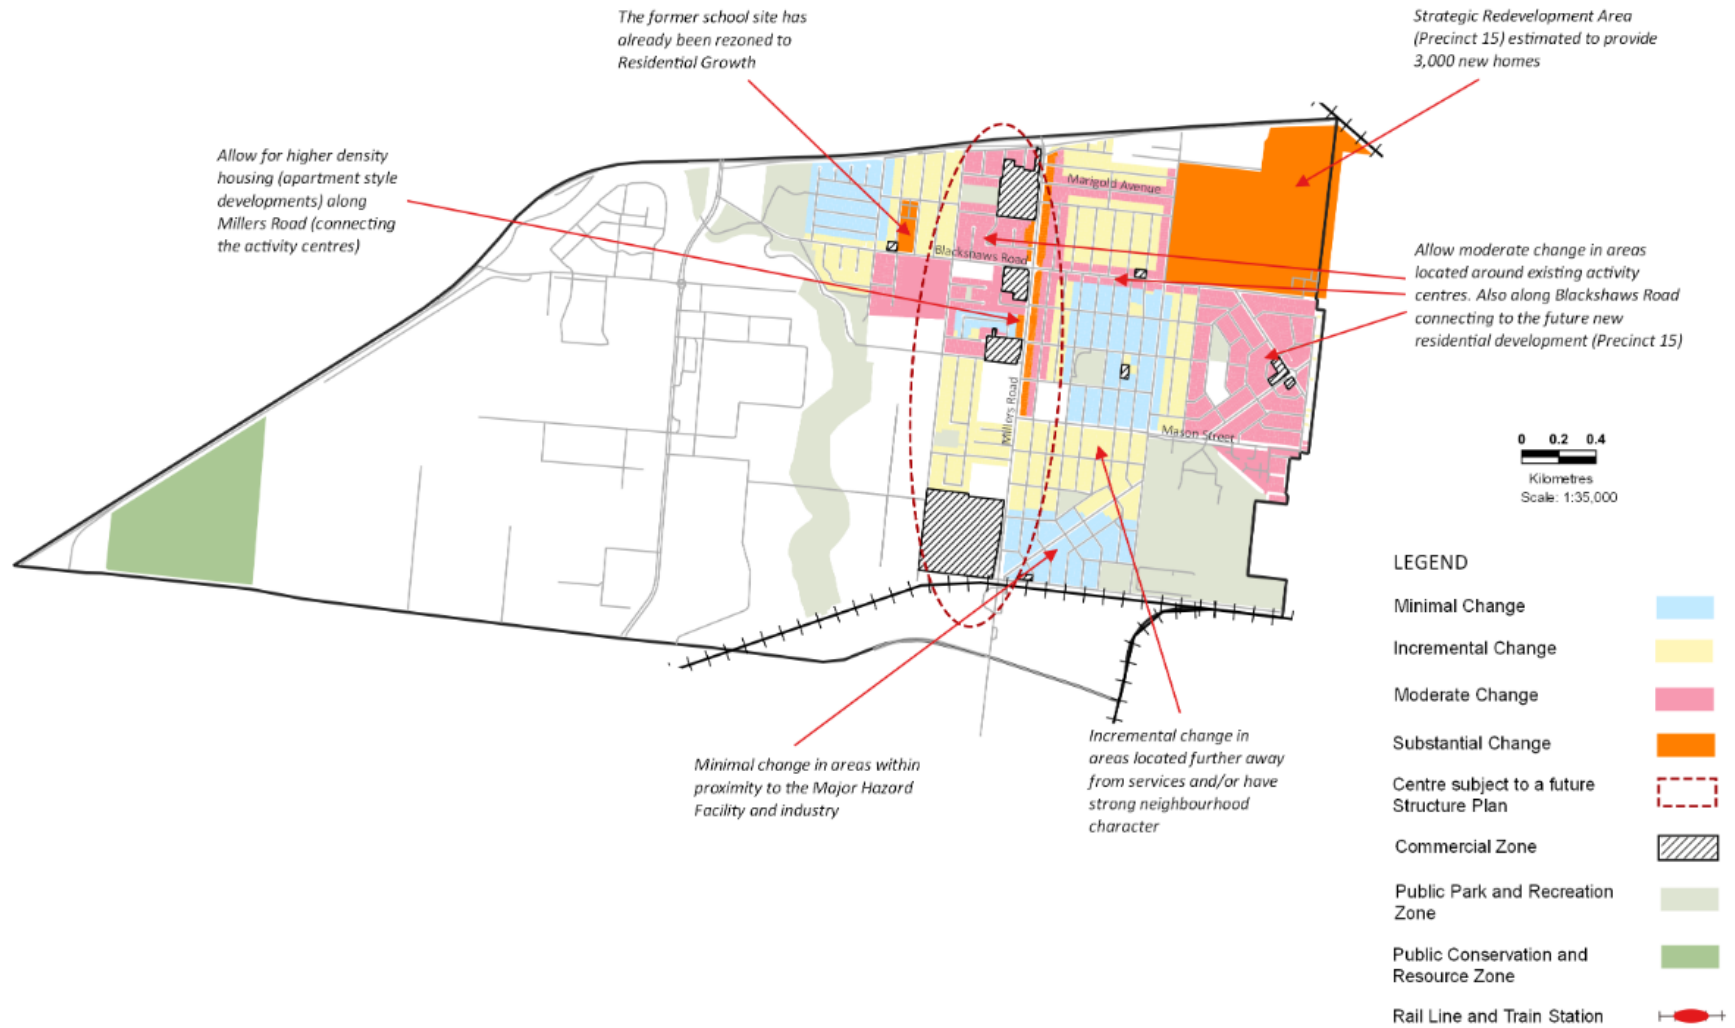 The former school site has
already been rezoned to
Residential Growth
Strategic Redevelopment Area
(Precinct 15) estimated to provide
3,000 new homes
Allow for higher density
housing (apartment style
developments) along
Millers Road (connecting
the activity centres)
Marigold Avenue
Blackshaws Road
Allow moderate change in areas
located around existing activity
centres. Also along Blackshaws Road
connecting to the future new
residential development (Precinct 15)
Millers Road
Mason Street
0 0.2 0.4
Kilometres
Scale: 1:35,000
Minimal change in areas within
proximity to the Major Hazard
Facility and industry
Incremental change in
areas located further away
from services and/or have
strong neighbourhood
character
LEGEND
Minimal Change
Incremental Change
Moderate Change
Substantial Change
Centre subject to a future
Structure Plan
Commercial Zone
Public Park and Recreation
Zone
Public Conservation and
Resource Zone
Rail Line and Train Station